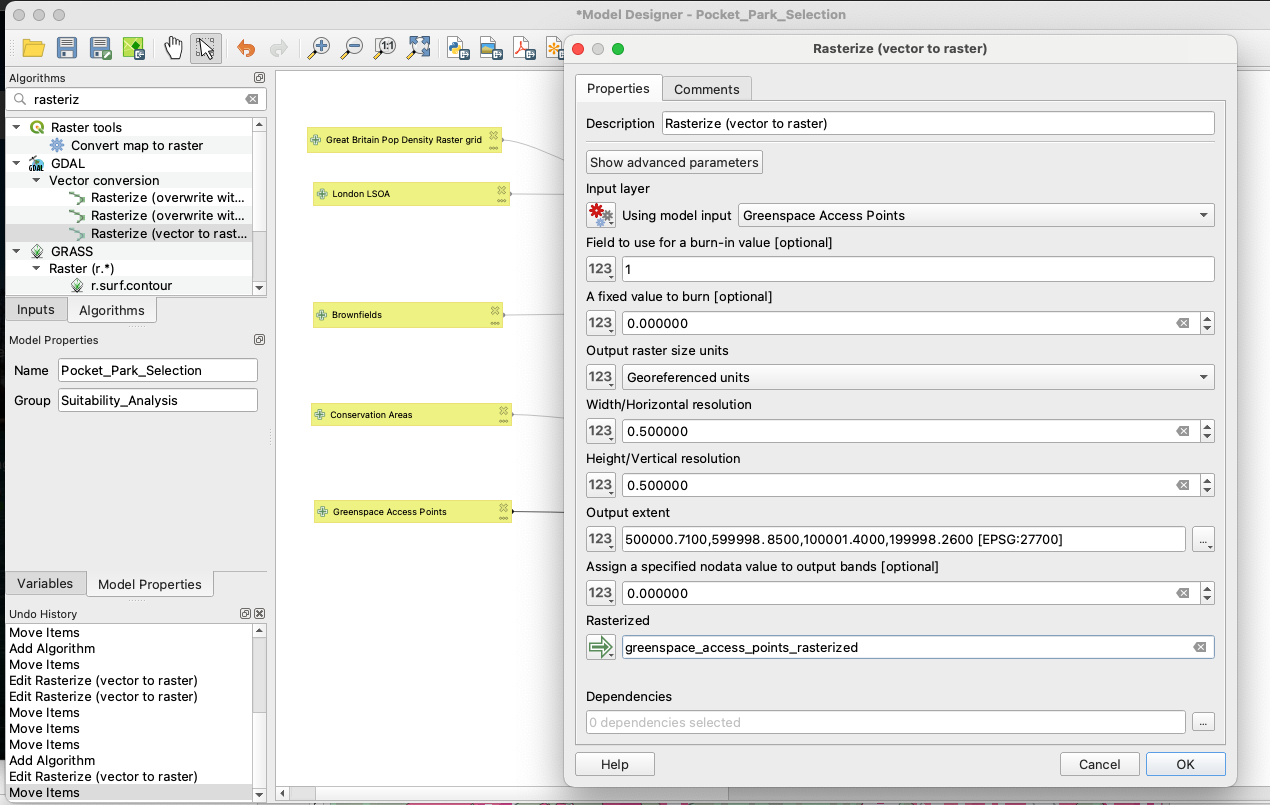 *Model Designer - Pocket_Park_Selection
Algorithms
rasteriz
Raster tools
Convert map to raster
GDAL
Vector conversion
Rasterize (overwrite wit...
Rasterize (overwrite wit...
Rasterize (vector to rast...
GRASS
Raster (r.*)
r.surf.contour
Inputs
Algorithms
Model Properties
Name
Pocket_Park_Selection
Group
Suitability_Analysis
Variables
Model Properties
Undo History
Move Items
Add Algorithm
Move Items
Edit Rasterize (vector to raster)
Edit Rasterize (vector to raster)
Move Items
Move Items
Move Items
Add Algorithm
Edit Rasterize (vector to raster)
Move Items
1:1
Great Britain Pop Density Raster grid
London LSOA
Brownfields
Conservation Areas
Greenspace Access Points
Rasterize (vector to raster)
Properties
Comments
Description
Rasterize (vector to raster)
Show advanced parameters
Input layer
Using model input
Greenspace Access Points
Field to use for a burn-in value [optional]
123
1
A fixed value to burn [optional]
123
0.000000
Output raster size units
123
Georeferenced units
Width/Horizontal resolution
123
0.500000
Height/Vertical resolution
123
0.500000
Output extent
123
500000.7100,599998.8500,100001.4000,199998.2600 [EPSG:27700]
...
Assign a specified nodata value to output bands [optional]
123
0.000000
Rasterized
greenspace_access_points_rasterized
Dependencies
0 dependencies selected
...
Help
Cancel
OK